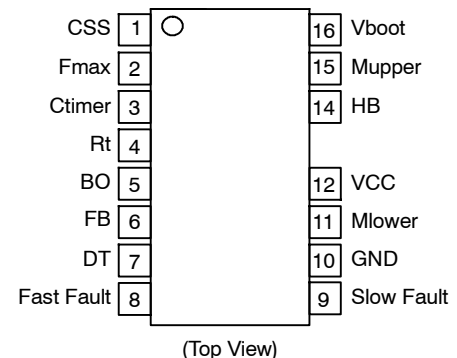 CSS 1 16 Vboot
Fmax 2 15 Mupper
Ctimer 3 14 HB
Rt 4
BO 5 12 VCC
FB 6 11 Mlower
DT 7 10 GND
Fast Fault 8 9 Slow Fault
(Top View)